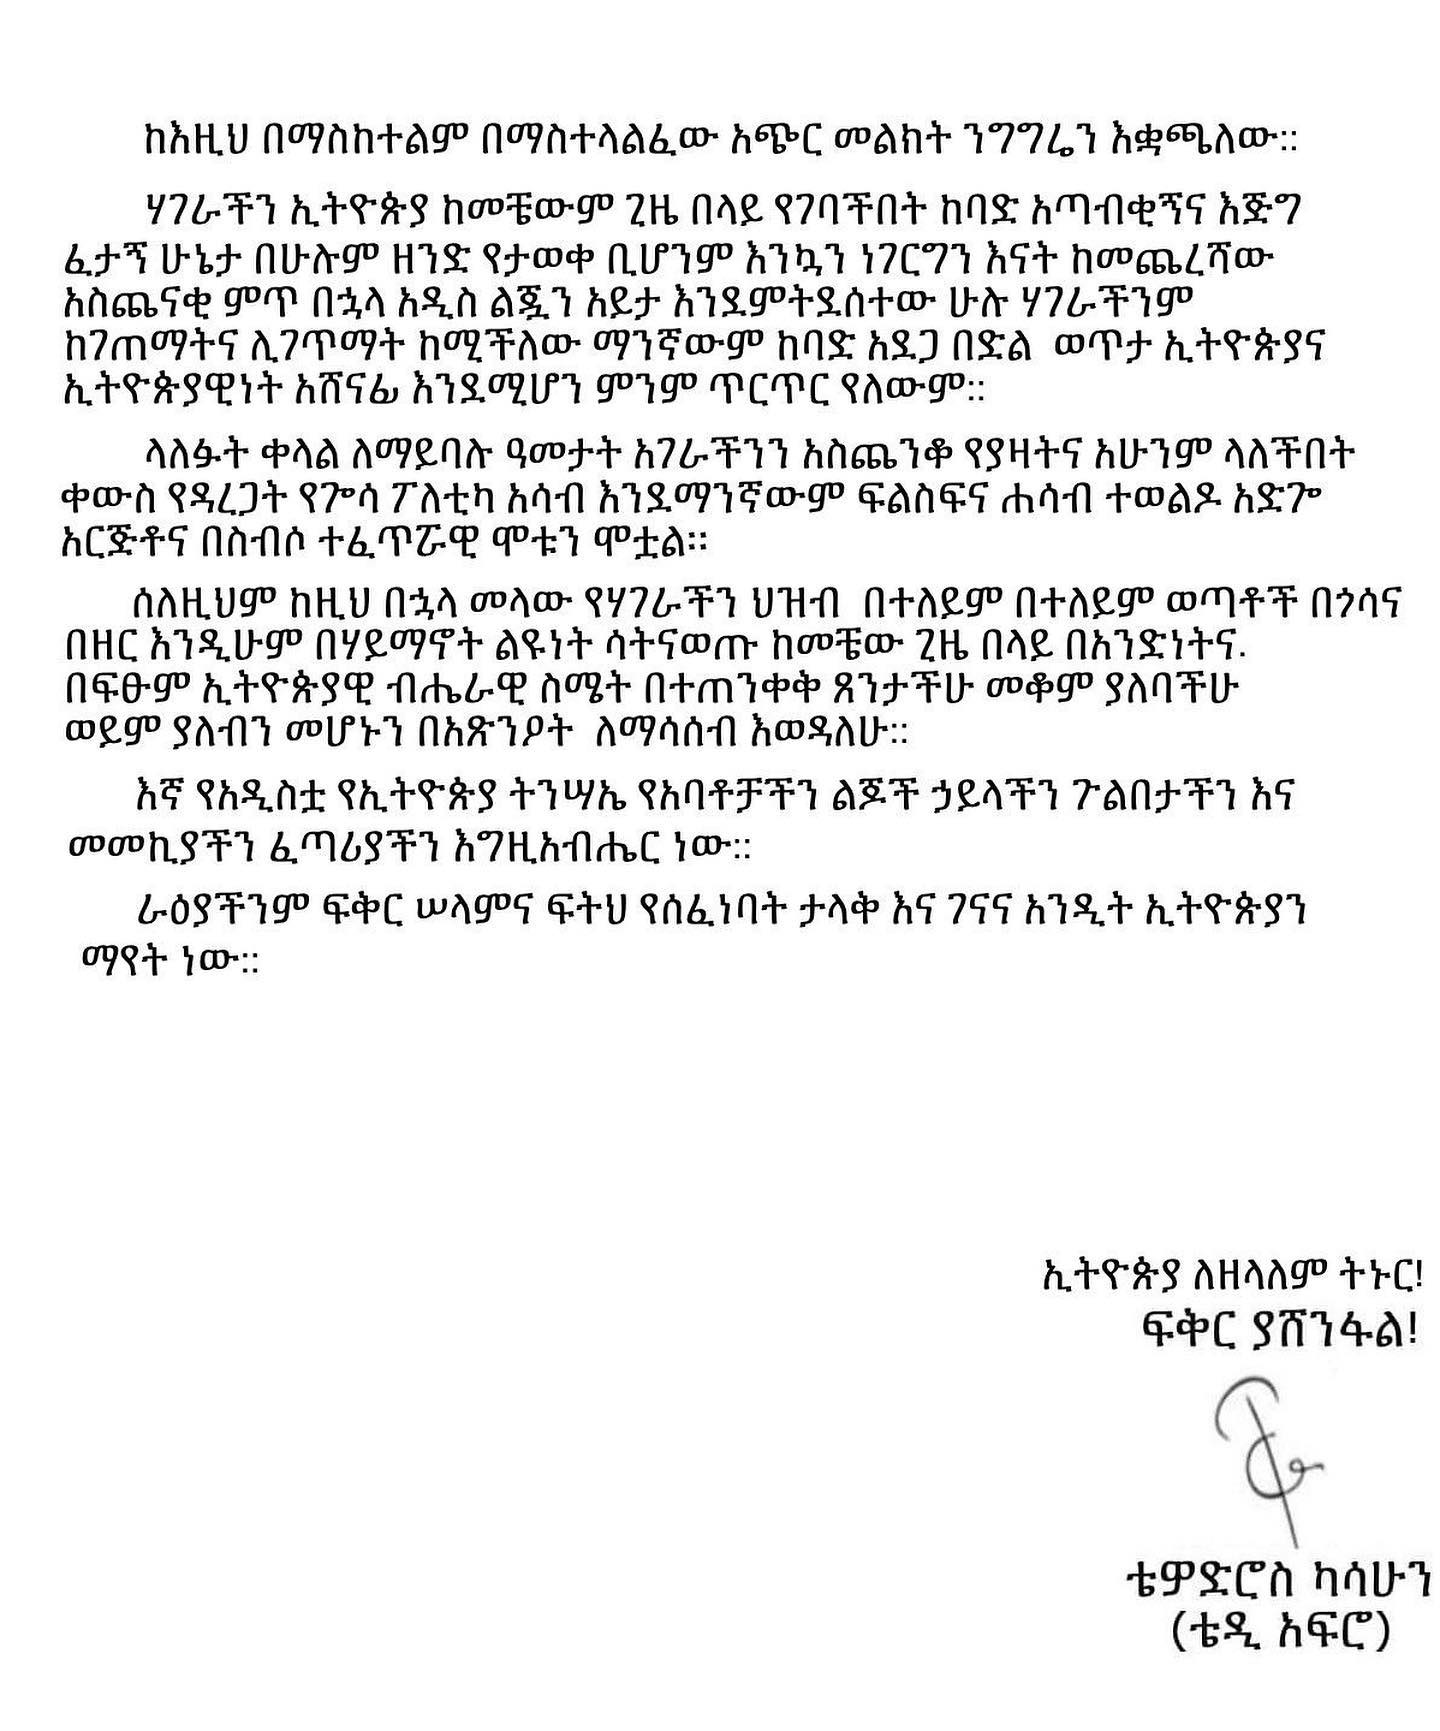 ከእዚህ በማስከተልም በማስተላልፈው አጭር መልክት ንግግሬን እቋጫለው፡፡
ሃገራችን ኢትዮጵያ ከመቼውም ጊዜ በላይ የገባችበት ከባድ አጣብቂኝና እጅግ
ፈታኝ ሁኔታ በሁሉም ዘንድ የታወቀ ቢሆንም እንኳን ነገርግን እናት ከመጨረሻው
አስጨናቂ ምጥ በኋላ አዲስ ልጇን አይታ እንደምትደሰተው ሁሉ ሃገራችንም
ከገጠማትና ሊገጥማት ከሚችለው ማንኛውም ከባድ አደጋ በድል ወጥታ ኢትዮጵያና
ኢትዮጵያዊነት አሸናፊ እንደሚሆን ምንም ጥርጥር የለውም፡፡
ላለፉት ቀላል ለማይባሉ ዓመታት አገራችንን አስጨንቆ የያዛትና አሁንም ላለችበት
ቀውስ የዳረጋት የጐሳ ፖለቲካ አሳብ እንደማንኛውም ፍልስፍና ሐሳብ ተወልዶ አድጐ
አርጅቶና በስብሶ ተፈጥሯዊ ሞቱን ሞቷል።
ሰለዚህም ከዚህ በኋላ መላው የሃገራችን ህዝብ በተለይም በተለይም ወጣቶች በጎሳና
በዘር እንዲሁም በሃይማኖት ልዩነት ሳትናወጡ ከመቼው ጊዜ በላይ በአንድነትና.
በፍፁም ኢትዮጵያዊ ብሔራዊ ስሜት በተጠንቀቅ ጸንታችሁ መቆም ያለባችሁ
ወይም ያለብን መሆኑን በአጽንዖት ለማሳሰብ እወዳለሁ፡፡
እኛ የአዲስቷ የኢትዮጵያ ትንሣኤ የአባቶቻችን ልጆች ኃይላችን ጉልበታችን እና
መመኪያችን ፈጣሪያችን እግዚአብሔር ነው፡፡
ራዕያችንም ፍቅር ሠላምና ፍትህ የሰፈነባት ታላቅ እና ገናና አንዲት ኢትዮጵያን
ማየት ነው፡፡
ኢትዮጵያ ለዘላለም ትኑር!
ፍቅር ያሸንፋል!
ቴዎድሮስ ካሳሁን
(ቴዲ አፍሮ)